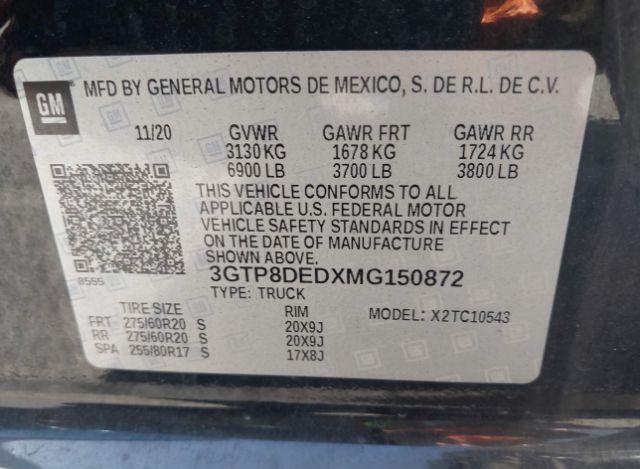 GM
MFD BY GENERAL MOTORS DE MEXICO, S. DE R.L. DE C.V.
11/20 GVWR GAWR FRT GAWR RR
3130 KG 1678 KG 1724 KG
6900 LB 3700 LB 3800 LB
THIS VEHICLE CONFORMS TO ALL
APPLICABLE U.S. FEDERAL MOTOR
VEHICLE SAFETY STANDARDS IN EFFECT
ON THE DATE OF MANUFACTURE
SHOWN ABOVE.
8555
3GTP8DEDXMG150872
TYPE: TRUCK
TIRE SIZE RIM MODEL: X2TC10543
FRT 275/60R20 S 20X9J
RR 275/60R20 S 20X9J
SPA 255/80R17 S 17X8J